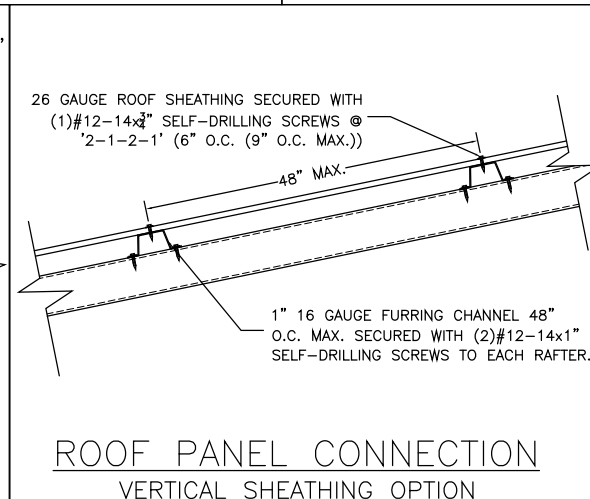 26 GAUGE ROOF SHEATHING SECURED WITH
(1)#12-14x¾" SELF-DRILLING SCREWS @
'2-1-2-1' (6" O.C. (9" O.C. MAX.))
48" MAX.
1" 16 GAUGE FURRING CHANNEL 48"
O.C. MAX. SECURED WITH (2)#12-14x1"
SELF-DRILLING SCREWS TO EACH RAFTER.
ROOF PANEL CONNECTION
VERTICAL SHEATHING OPTION